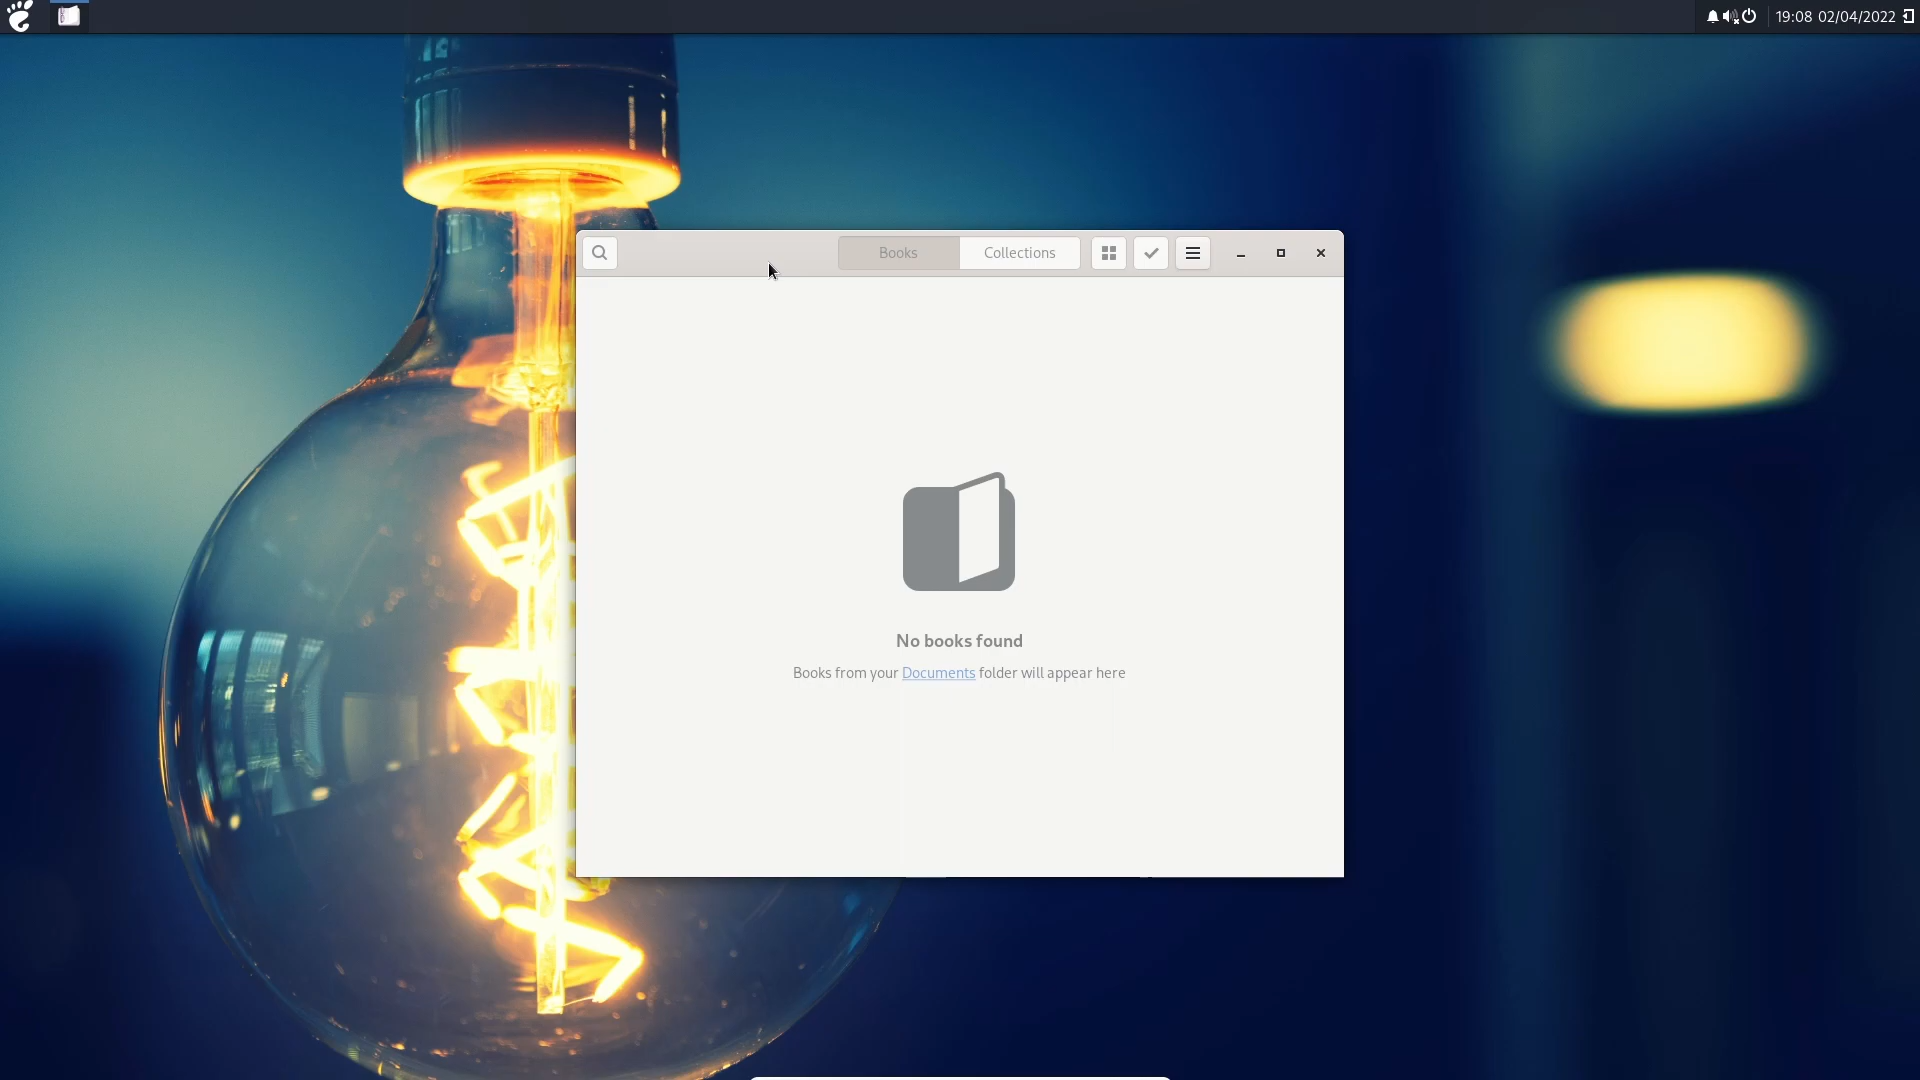 19:08 02/04/2022
Books
Collections
No books found
Books from your Documents folder will appear here